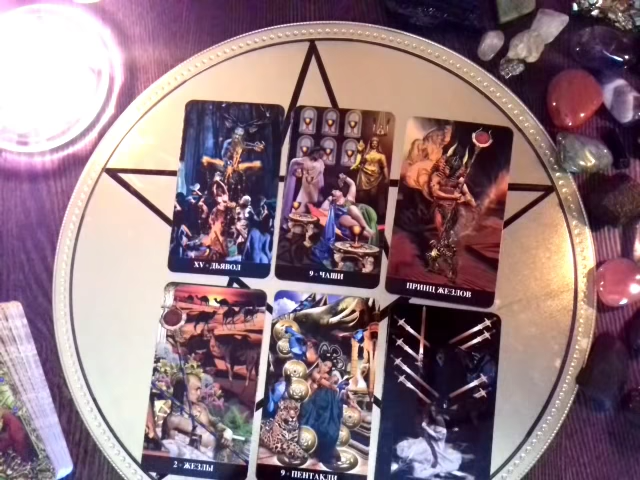 XV - ДЬЯВОЛ
9 - ЧАШИ
ПРИНЦ ЖЕЗЛОВ
2 - ЖЕЗЛЫ
9 - ПЕНТАКЛИ